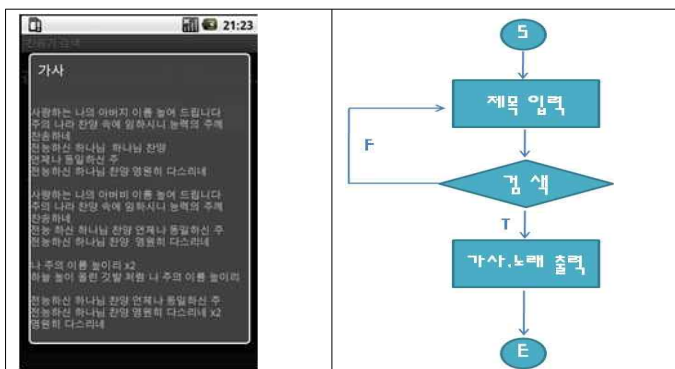 21:23
찬송가 검색
가사
사랑하는 나의 아버지 이름 높여 드립니다
주의 나라 찬양 속에 임하시니 능력의 주께
찬송하네
전능하신 하나님 하나님 찬양
언제나 동일하신 주
전능하신 하나님 찬양 영원히 다스리네
사랑하는 나의 아버비 이름 높여 드립니다
주의 나라 찬양 속에 임하시니 능력의 주께
찬송하네
전능 하신 하나님 찬양 언제나 동일하신 주
전능하신 하나님 찬양 영원히 다스리네
나 주의 이름 높이리 x2
하늘 높이 올린 깃발 처럼 나 주의 이름 높이리
전능하신 하나님 찬양 언제나 동일하신 주
전능하신 하나님 찬양 영원히 다스리네 x2
영원히 다스리네
S
제목 입력
F
검 색
T
가사,노래 출력
E